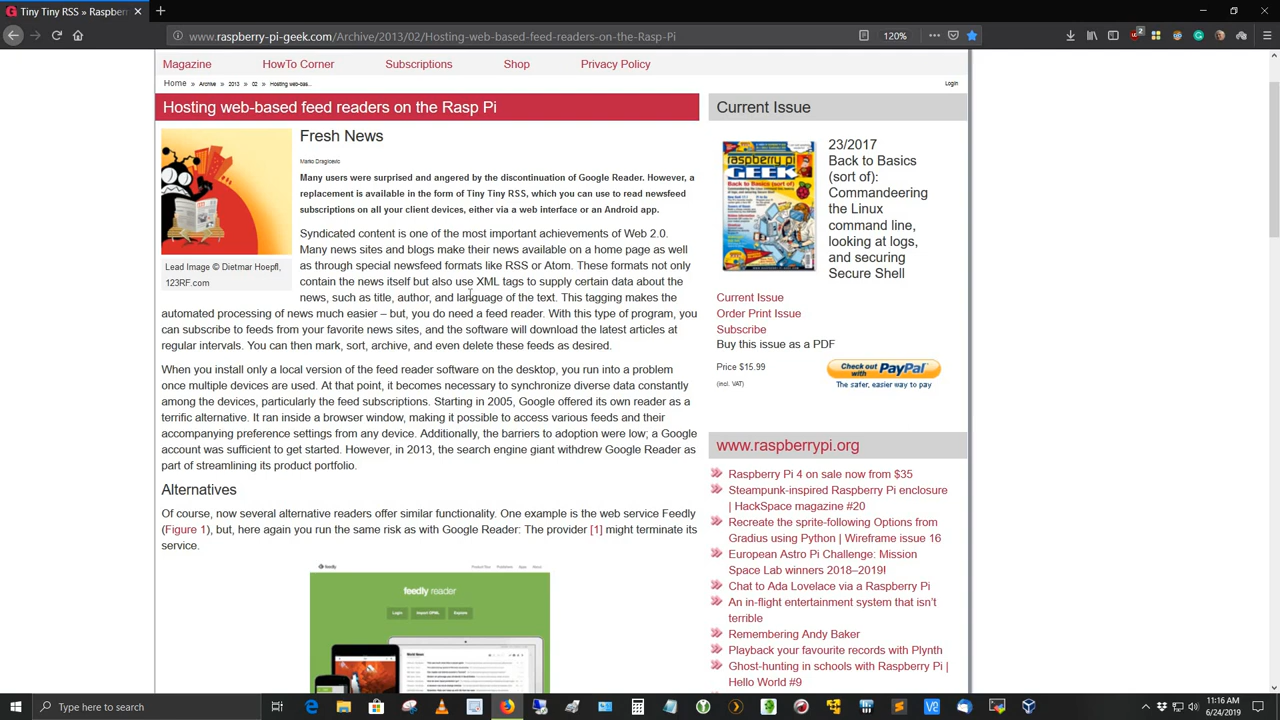 Tiny Tiny RSS » Raspberr
www.raspberry-pi-geek.com/Archive/2013/02/Hosting-web-based-feed-readers-on-the-Rasp-Pi
120%
Magazine HowTo Corner Subscriptions Shop Privacy Policy
Home » Archive » 2013 » 02 » Hosting web-bas...
Login
Hosting web-based feed readers on the Rasp Pi
Lead Image © Dietmar Hoepfl,
123RF.com
Fresh News
Many users were surprised and angered by the discontinuation of Google Reader. However, a
replacement is available in the form of Tiny Tiny RSS, which you can use to read newsfeed
subscriptions on all your client devices either via a web interface or an Android app.
Syndicated content is one of the most important achievements of Web 2.0.
Many news sites and blogs make their news available on a home page as well
as through special newsfeed formats like RSS or Atom. These formats not only
contain the news itself but also use XML tags to supply certain data about the
news, such as title, author, and language of the text. This tagging makes the
automated processing of news much easier – but, you do need a feed reader. With this type of program, you
can subscribe to feeds from your favorite news sites, and the software will download the latest articles at
regular intervals. You can then mark, sort, archive, and even delete these feeds as desired.
When you install only a local version of the feed reader software on the desktop, you run into a problem
once multiple devices are used. At that point, it becomes necessary to synchronize diverse data constantly
among the devices, particularly the feed subscriptions. Starting in 2005, Google offered its own reader as a
terrific alternative. It ran inside a browser window, making it possible to access various feeds and their
accompanying preference settings from any device. Additionally, the barriers to adoption were low; a Google
account was sufficient to get started. However, in 2013, the search engine giant withdrew Google Reader as
part of streamlining its product portfolio.
Alternatives
Of course, now several alternative readers offer similar functionality. One example is the web service Feedly
(Figure 1), but, here again you run the same risk as with Google Reader: The provider [1] might terminate its
service.
feedly
feedly reader
Login Import OPML Explore
Current Issue
raspberry pi
GEEK
23/2017
Back to Basics
(sort of):
Commandeering
the Linux
command line,
looking at logs,
and securing
Secure Shell
Current Issue
Order Print Issue
Subscribe
Buy this issue as a PDF
Price $15.99
(incl. VAT)
Check out
with PayPal
The safer, easier way to pay
www.raspberrypi.org
Raspberry Pi 4 on sale now from $35
Steampunk-inspired Raspberry Pi enclosure
| HackSpace magazine #20
Recreate the sprite-following Options from
Gradius using Python | Wireframe issue 16
European Astro Pi Challenge: Mission
Space Lab winners 2018–2019!
Chat to Ada Lovelace via a Raspberry Pi
An in-flight entertainment system that isn't
terrible
Remembering Andy Baker
Playback your favourite records with Plynth
Ghost-hunting in schools with Raspberry Pi |
Hello World #9
Type here to search
11:16 AM
6/24/2019